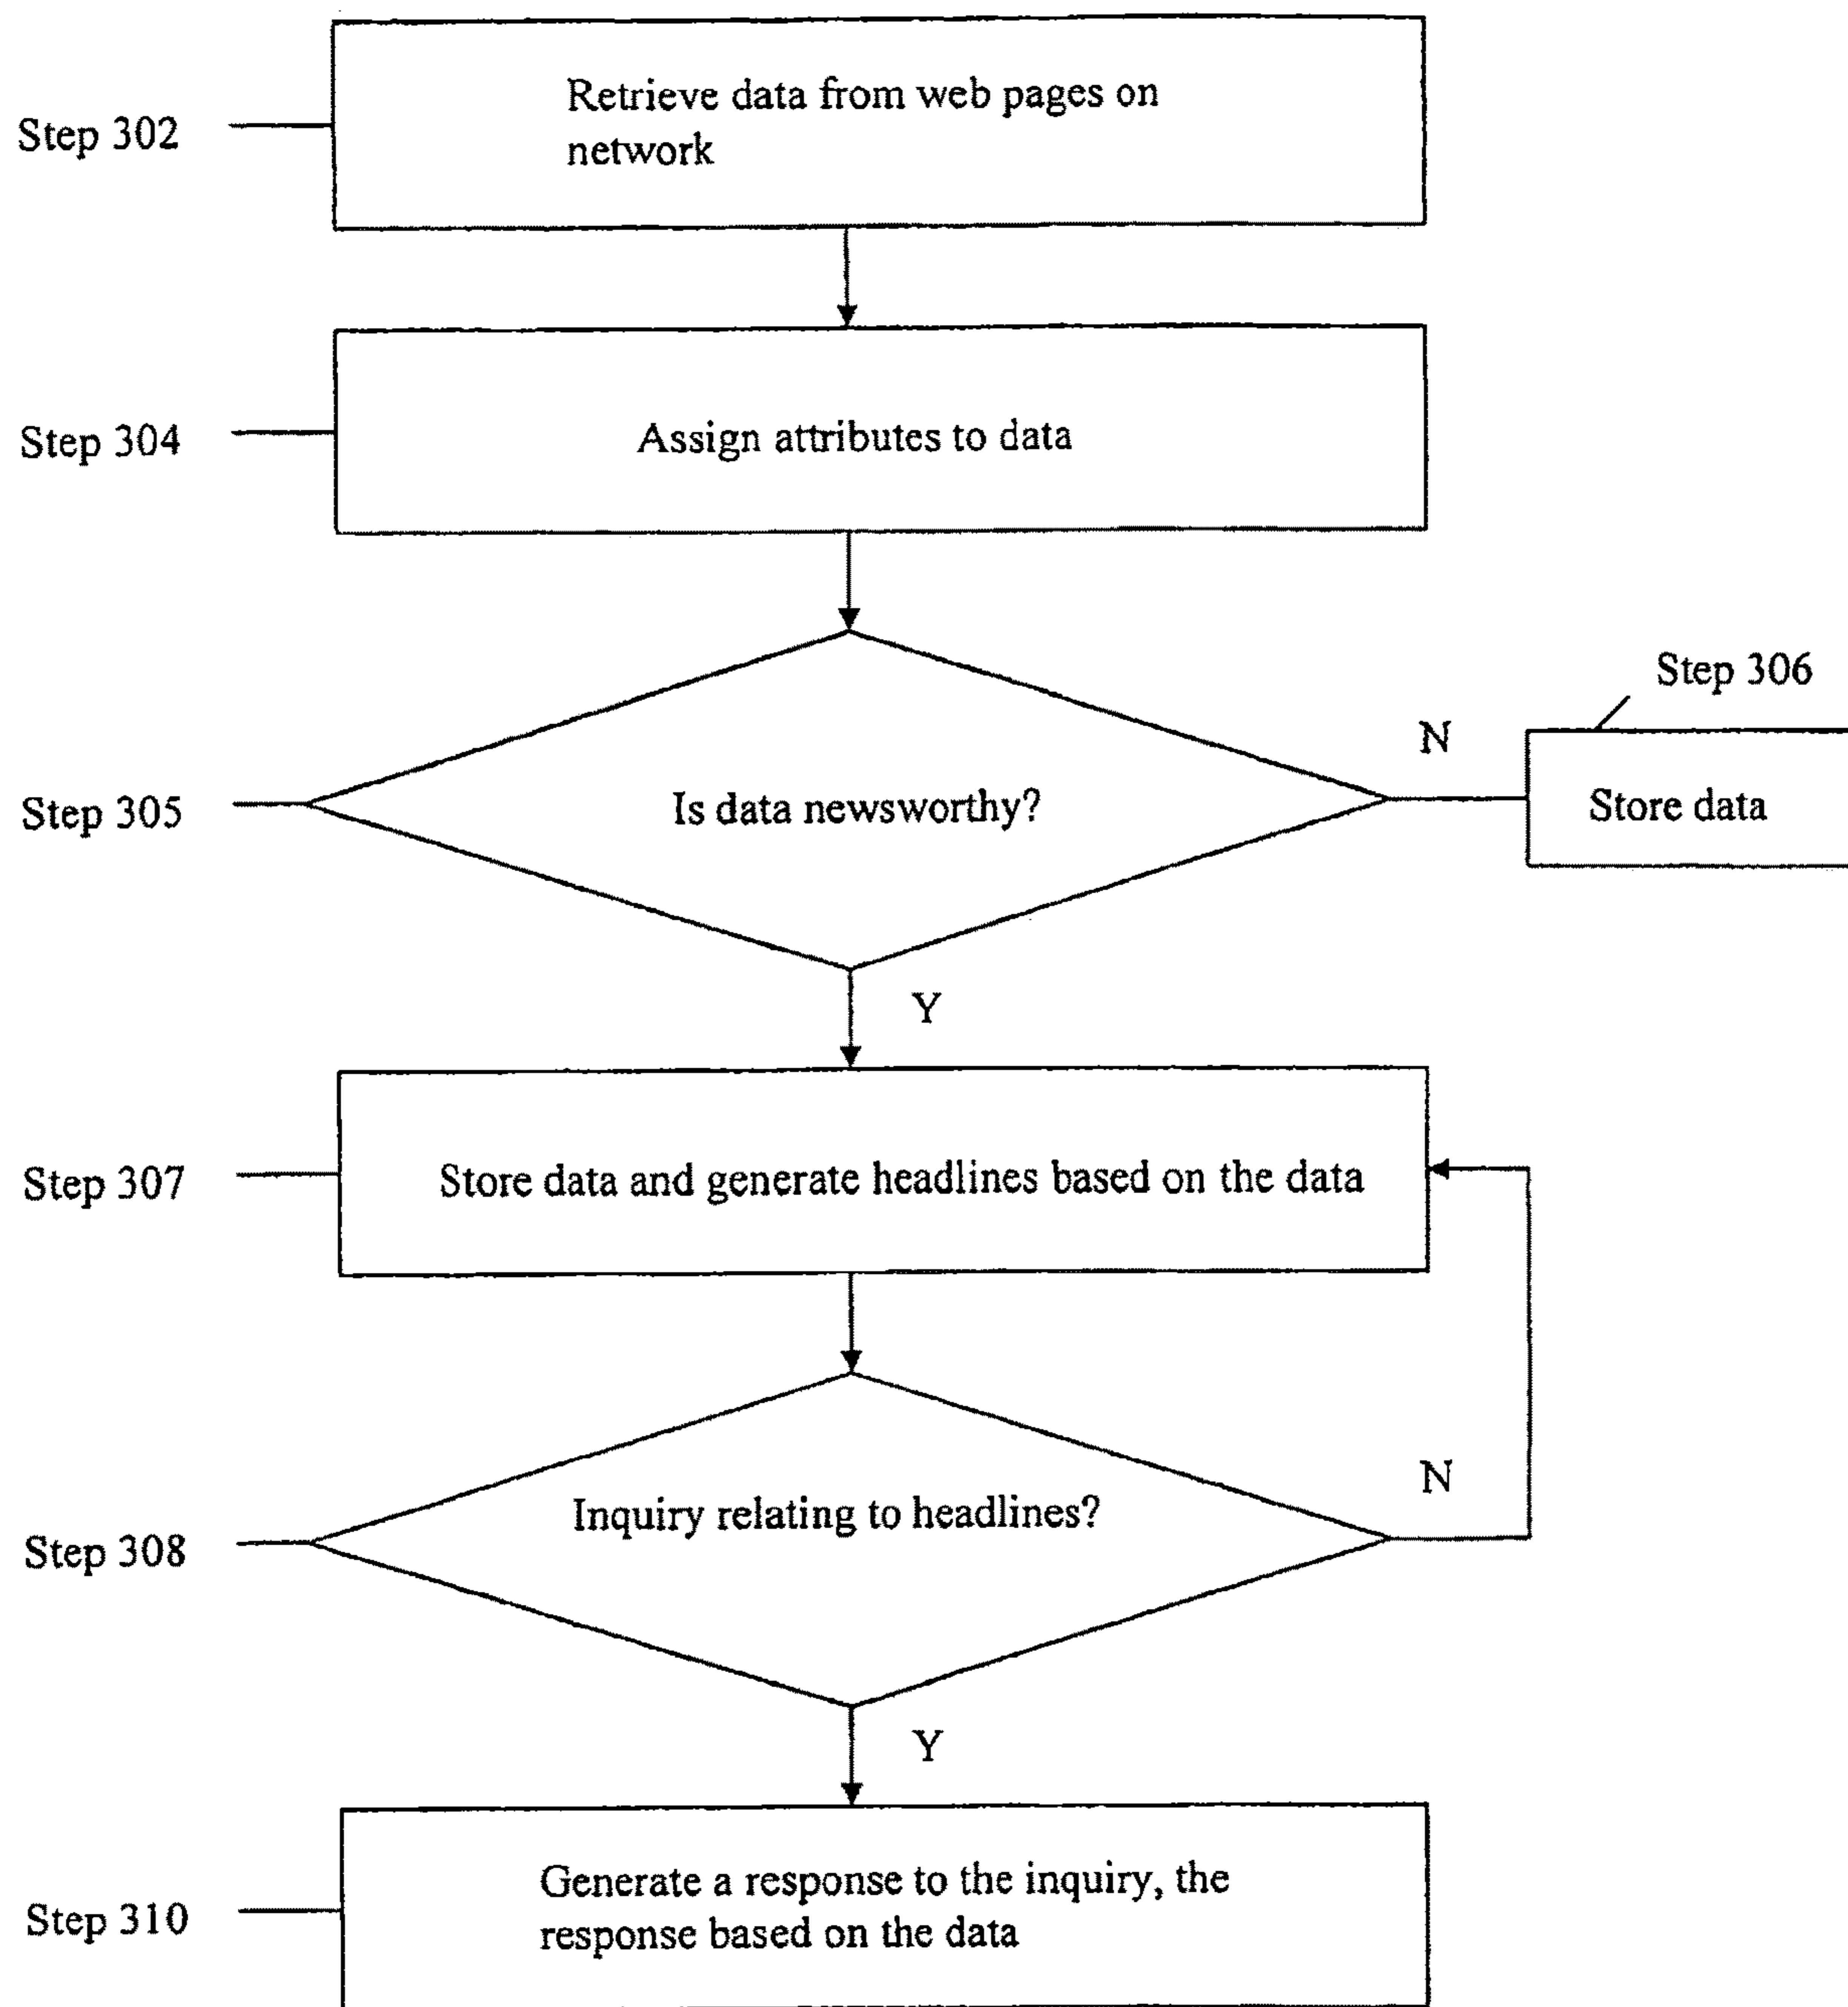 Step 302
Retrieve data from web pages on
network
Step 304
Assign attributes to data
Step 306
N
Step 305
Is data newsworthy?
Store data
Y
Step 307
Store data and generate headlines based on the data
N
Step 308
Inquiry relating to headlines?
Y
Step 310
Generate a response to the inquiry, the
response based on the data